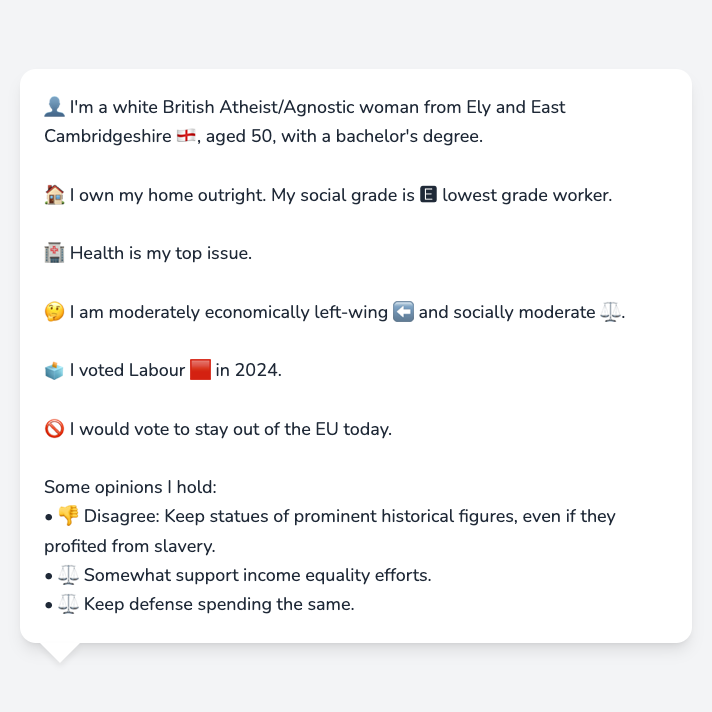 👤 I'm a white British Atheist/Agnostic woman from Ely and East
Cambridgeshire 🏴󠁧󠁢󠁥󠁮󠁧󠁿, aged 50, with a bachelor's degree.
🏠 I own my home outright. My social grade is 🅴 lowest grade worker.
🏥 Health is my top issue.
🤔 I am moderately economically left-wing ⬅️ and socially moderate ⚖️.
🗳️ I voted Labour 🟥 in 2024.
🚫 I would vote to stay out of the EU today.
Some opinions I hold:
• 👎 Disagree: Keep statues of prominent historical figures, even if they
profited from slavery.
• ⚖️ Somewhat support income equality efforts.
• ⚖️ Keep defense spending the same.